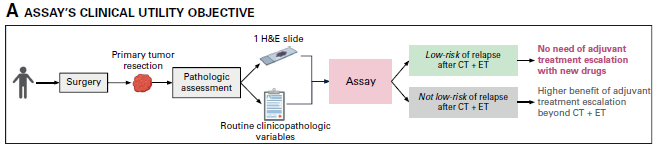 A ASSAY'S CLINICAL UTILITY OBJECTIVE
1 H&E slide
Primary tumor
resection
Surgery
Pathologic
assessment
Routine clinicopathologic
variables
Assay
Low-risk of relapse
after CT + ET
No need of adjuvant
treatment escalation
with new drugs
Not low-risk of relapse
after CT + ET
Higher benefit of adjuvant
treatment escalation
beyond CT + ET